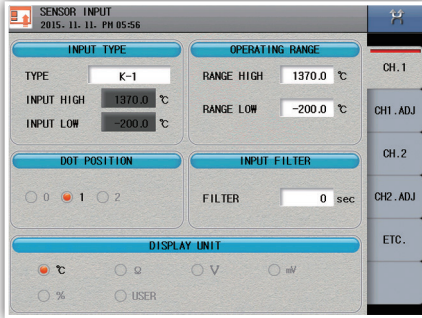 SENSOR INPUT
2015. 11. 11. PM 05:56
INPUT TYPE
TYPE K-1
INPUT HIGH 1370.0 ℃
INPUT LOW -200.0 ℃
OPERATING RANGE
RANGE HIGH 1370.0 ℃
RANGE LOW -200.0 ℃
DOT POSITION
0 1 2
INPUT FILTER
FILTER 0 sec
DISPLAY UNIT
℃ Ω V mV
% USER
CH.1
CH1.ADJ
CH.2
CH2.ADJ
ETC.